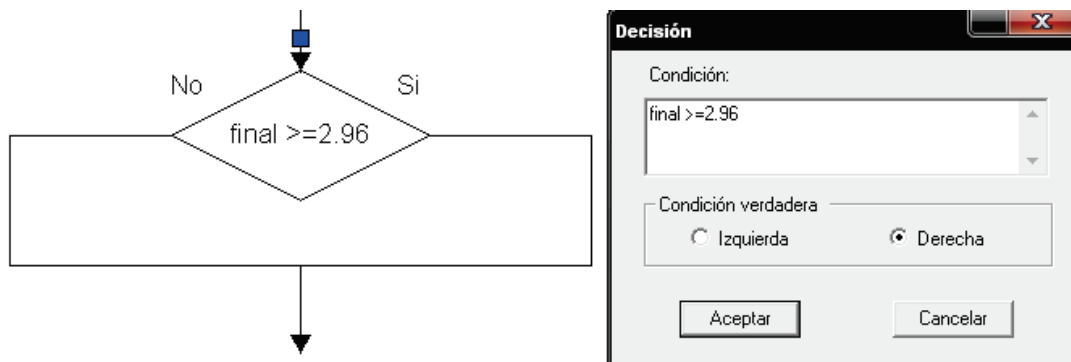 No
Si
final >=2.96
Decisión
Condición:
final >=2.96
Condición verdadera
Izquierda
Derecha
Aceptar
Cancelar